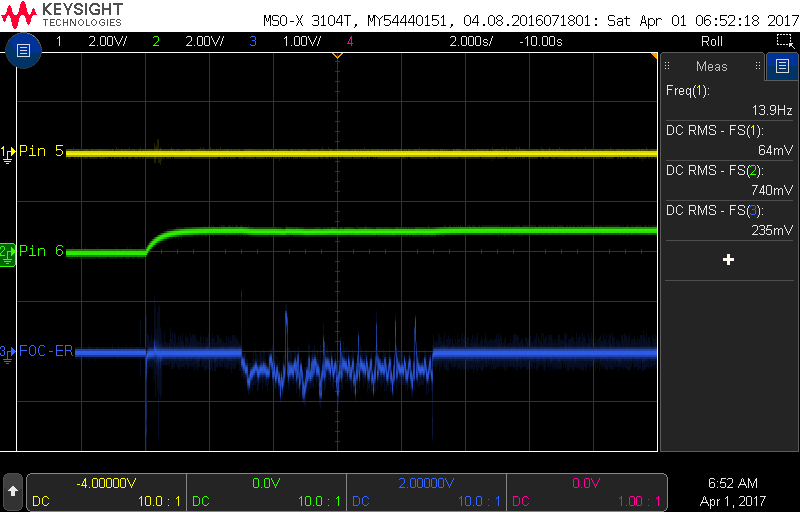 KEYSIGHT
TECHNOLOGIES
MSO-X 3104T, MY54440151, 04.08.2016071801: Sat Apr 01 06:52:18 2017
1 2.00V/ 2 2.00V/ 3 1.00V/ 4 2.000s/ -10.00s Roll
Meas
Freq(1):
13.9Hz
DC RMS - FS(1):
64mV
DC RMS - FS(2):
740mV
DC RMS - FS(3):
235mV
+
1 Pin 5
2 Pin 6
3 FOC-ER
-4.00000V 0.0V 2.00000V 0.0V
DC 10.0 : 1 DC 10.0 : 1 DC 10.0 : 1 DC 1.00 : 1
6:52 AM
Apr 1, 2017